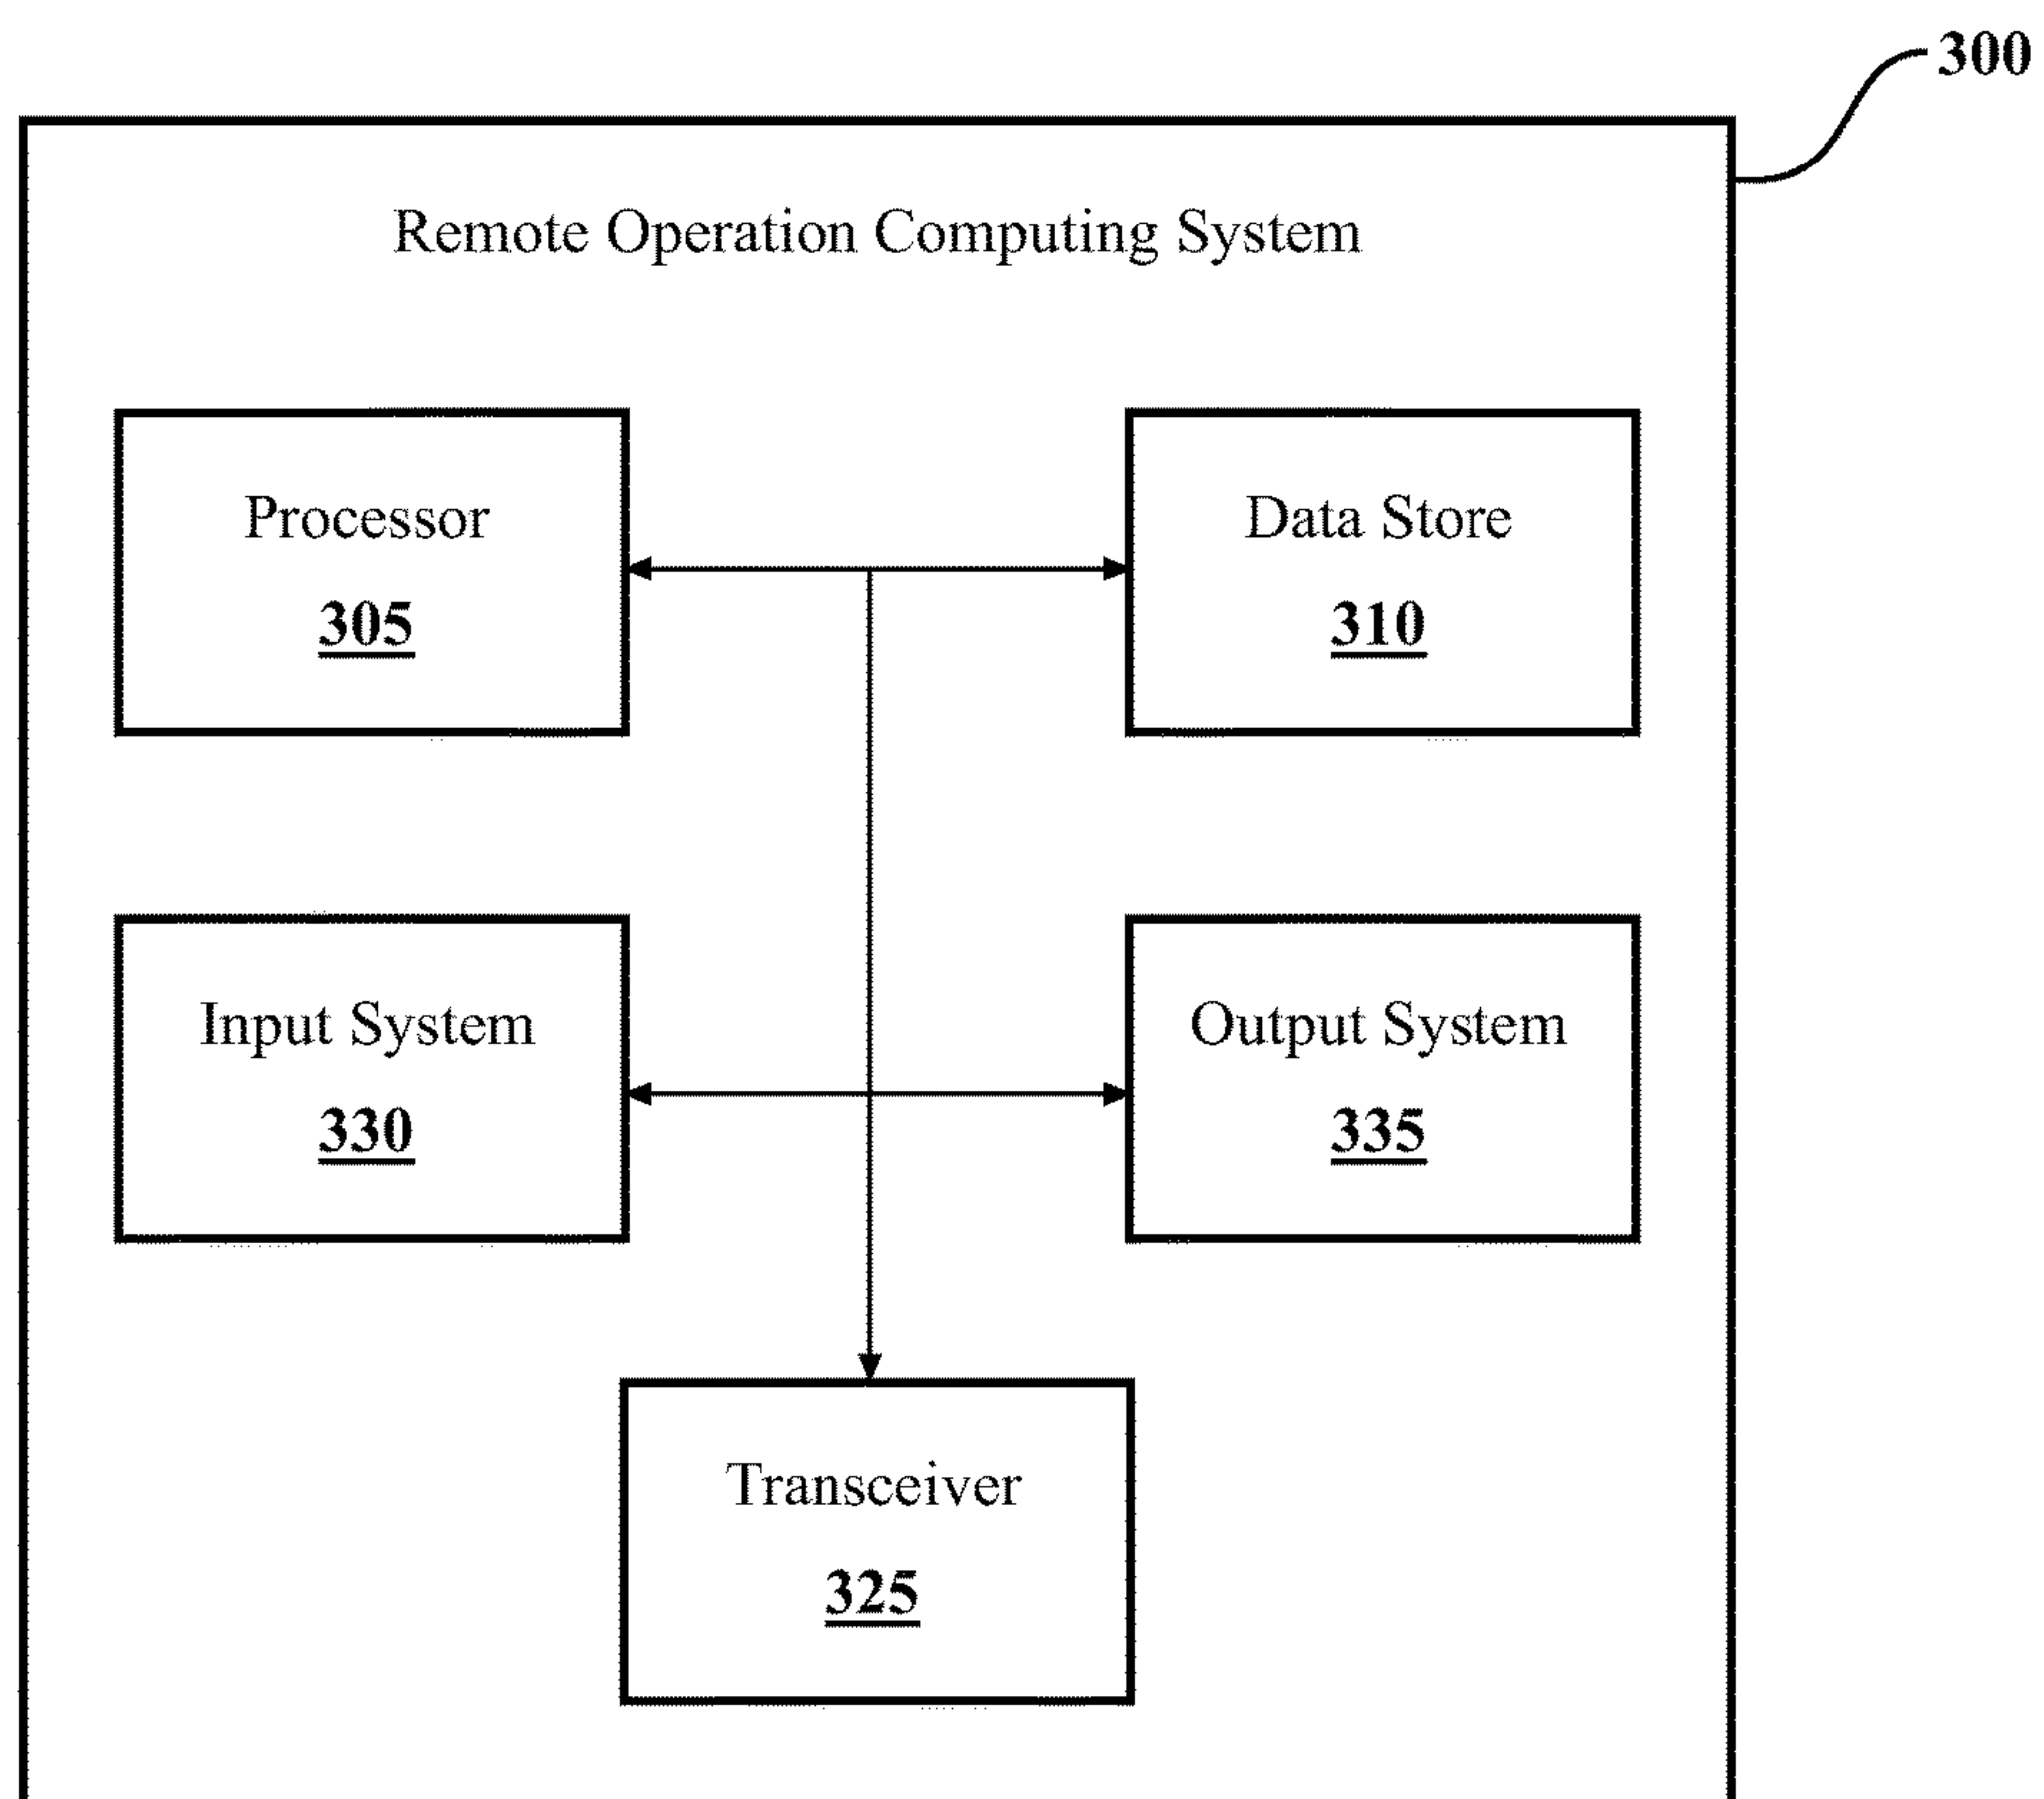 300
Remote Operation Computing System
Processor
305
Data Store
310
Input System
330
Output System
335
Transceiver
325